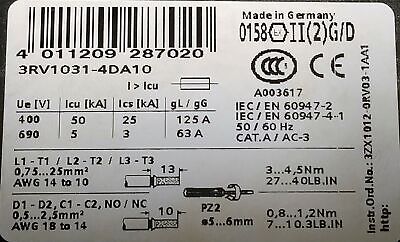 Made in Germany
4 011209 287020
0158 Ex II(2)G/D
3RV1031-4DA10
I > Icu
CCC
A003617
Ue [V] Icu [kA] Ics [kA] gL / gG
400 50 25 125 A
690 5 3 63 A
IEC / EN 60947-2
IEC / EN 60947-4-1
50 / 60 Hz
CAT.A / AC-3
L1 - T1 / L2 - T2 / L3 - T3
0,75...25mm²
AWG 14 to 10
13
3...4,5Nm
27...40LB.IN
D1 - D2, C1 - C2, NO / NC
0,5...2,5mm²
AWG 18 to 14
10
PZ2
ø5...6mm
0,8...1,2Nm
7...10.3LB.IN
Instr.Ord.No.: 3ZX1012-0RV03-1AA1
http: